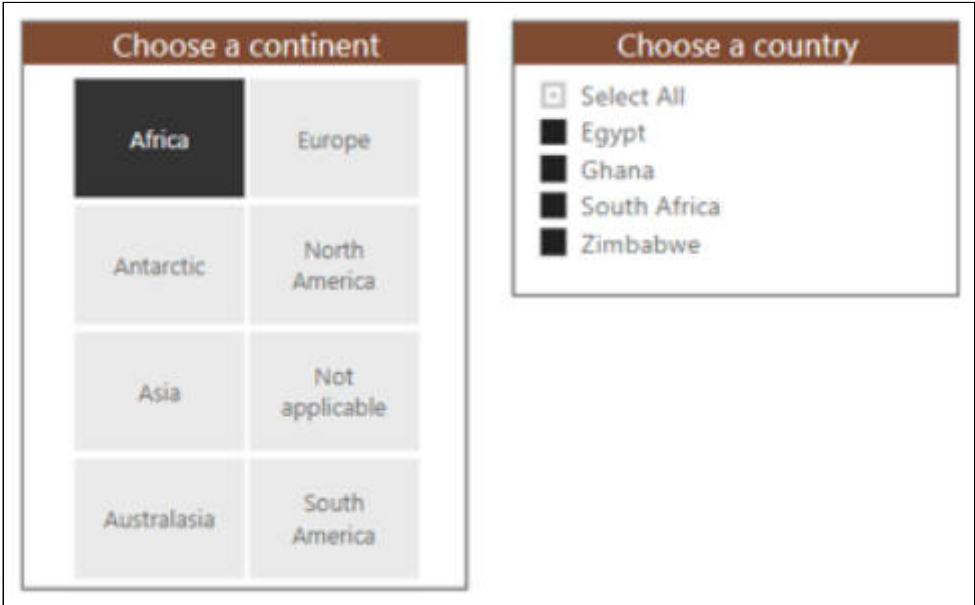 Choose a continent
Africa
Europe
Antarctic
North
America
Asia
Not
applicable
Australasia
South
America
Choose a country
Select All
Egypt
Ghana
South Africa
Zimbabwe